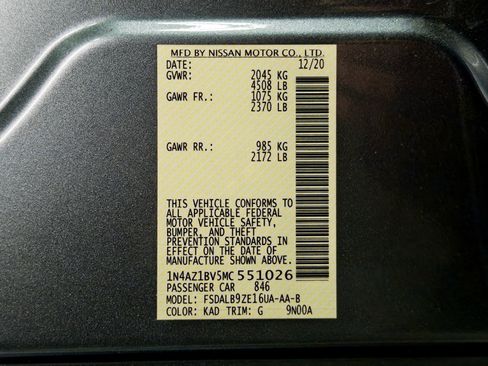 MFD BY NISSAN MOTOR CO., LTD.
DATE: 12/20
GVWR: 2045 KG
4508 LB
GAWR FR.: 1075 KG
2370 LB
GAWR RR.: 985 KG
2172 LB
THIS VEHICLE CONFORMS TO
ALL APPLICABLE FEDERAL
MOTOR VEHICLE SAFETY,
BUMPER, AND THEFT
PREVENTION STANDARDS IN
EFFECT ON THE DATE OF
MANUFACTURE SHOWN ABOVE.
1N4AZ1BV5MC551026
PASSENGER CAR 846
MODEL: FSDALB9ZE16UA-AA-B
COLOR: KAD TRIM: G 9N00A